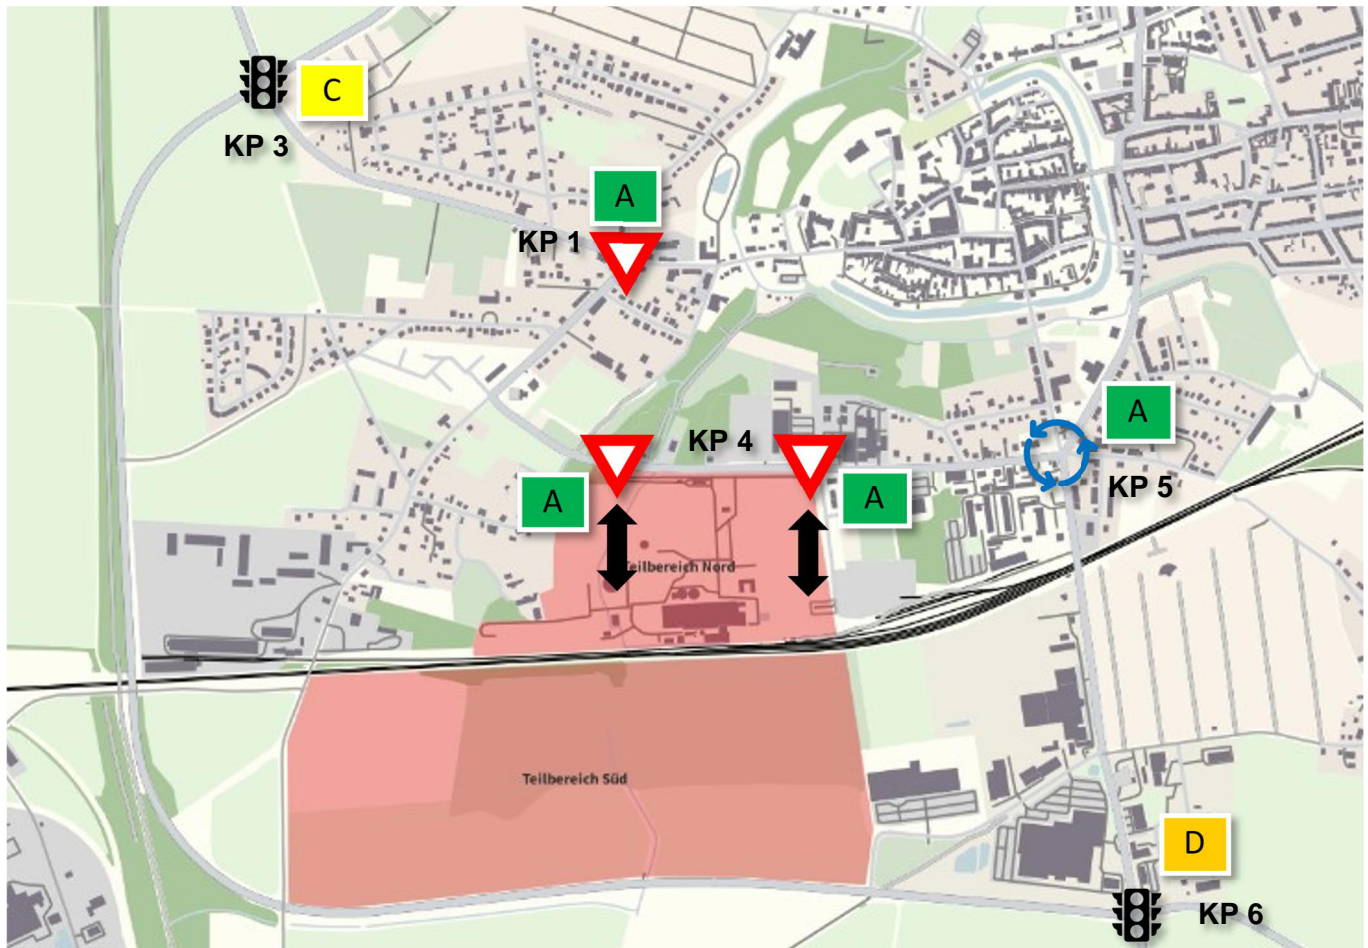 C
KP 3
A
KP 1
A
KP 4
A
A
KP 5
Teilbereich Nord
Teilbereich Süd
D
KP 6